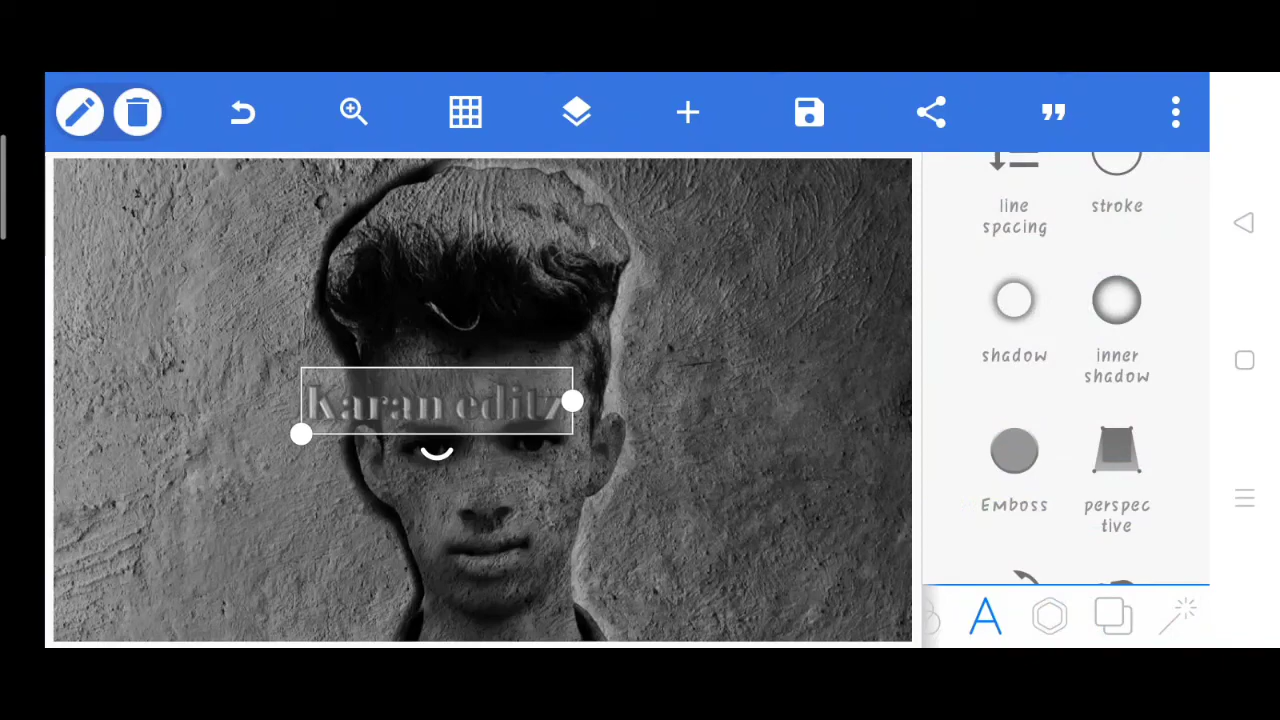 line
spacing
stroke
Karan editz
shadow
inner
shadow
Emboss
perspec
tive